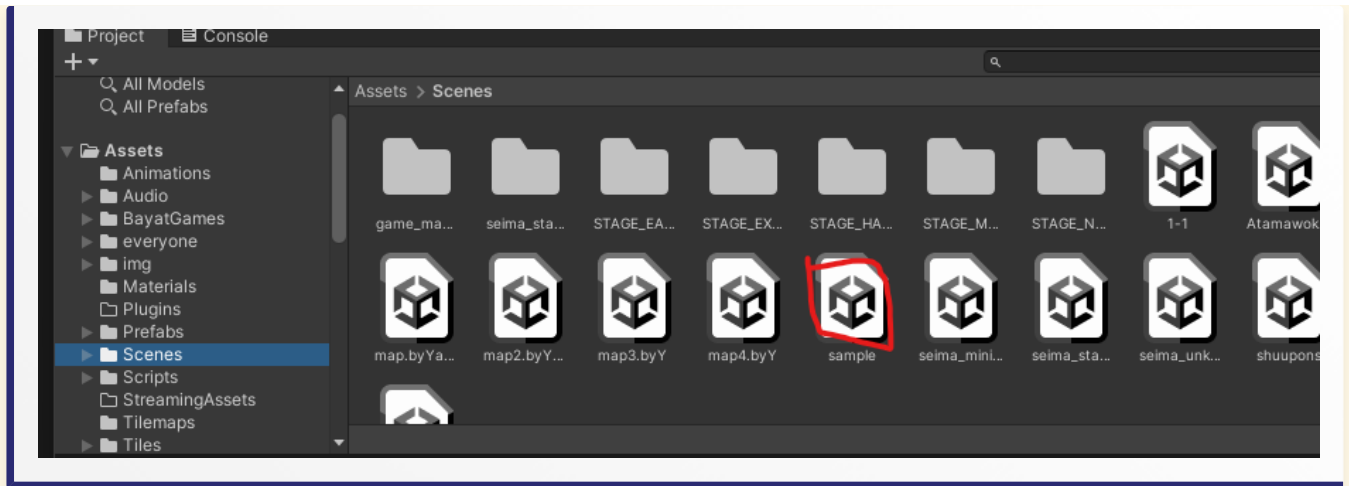 Project Console
All Models
All Prefabs
Assets > Scenes
Assets
Animations
Audio
BayatGames
everyone
img
Materials
Plugins
Prefabs
Scenes
Scripts
StreamingAssets
Tilemaps
Tiles
game_ma... seima_sta... STAGE_EA... STAGE_EX... STAGE_HA... STAGE_M... STAGE_N... 1-1 Atamawok
map.byYa... map2.byY... map3.byY map4.byY sample seima_mini... seima_sta... seima_unk... shuupons